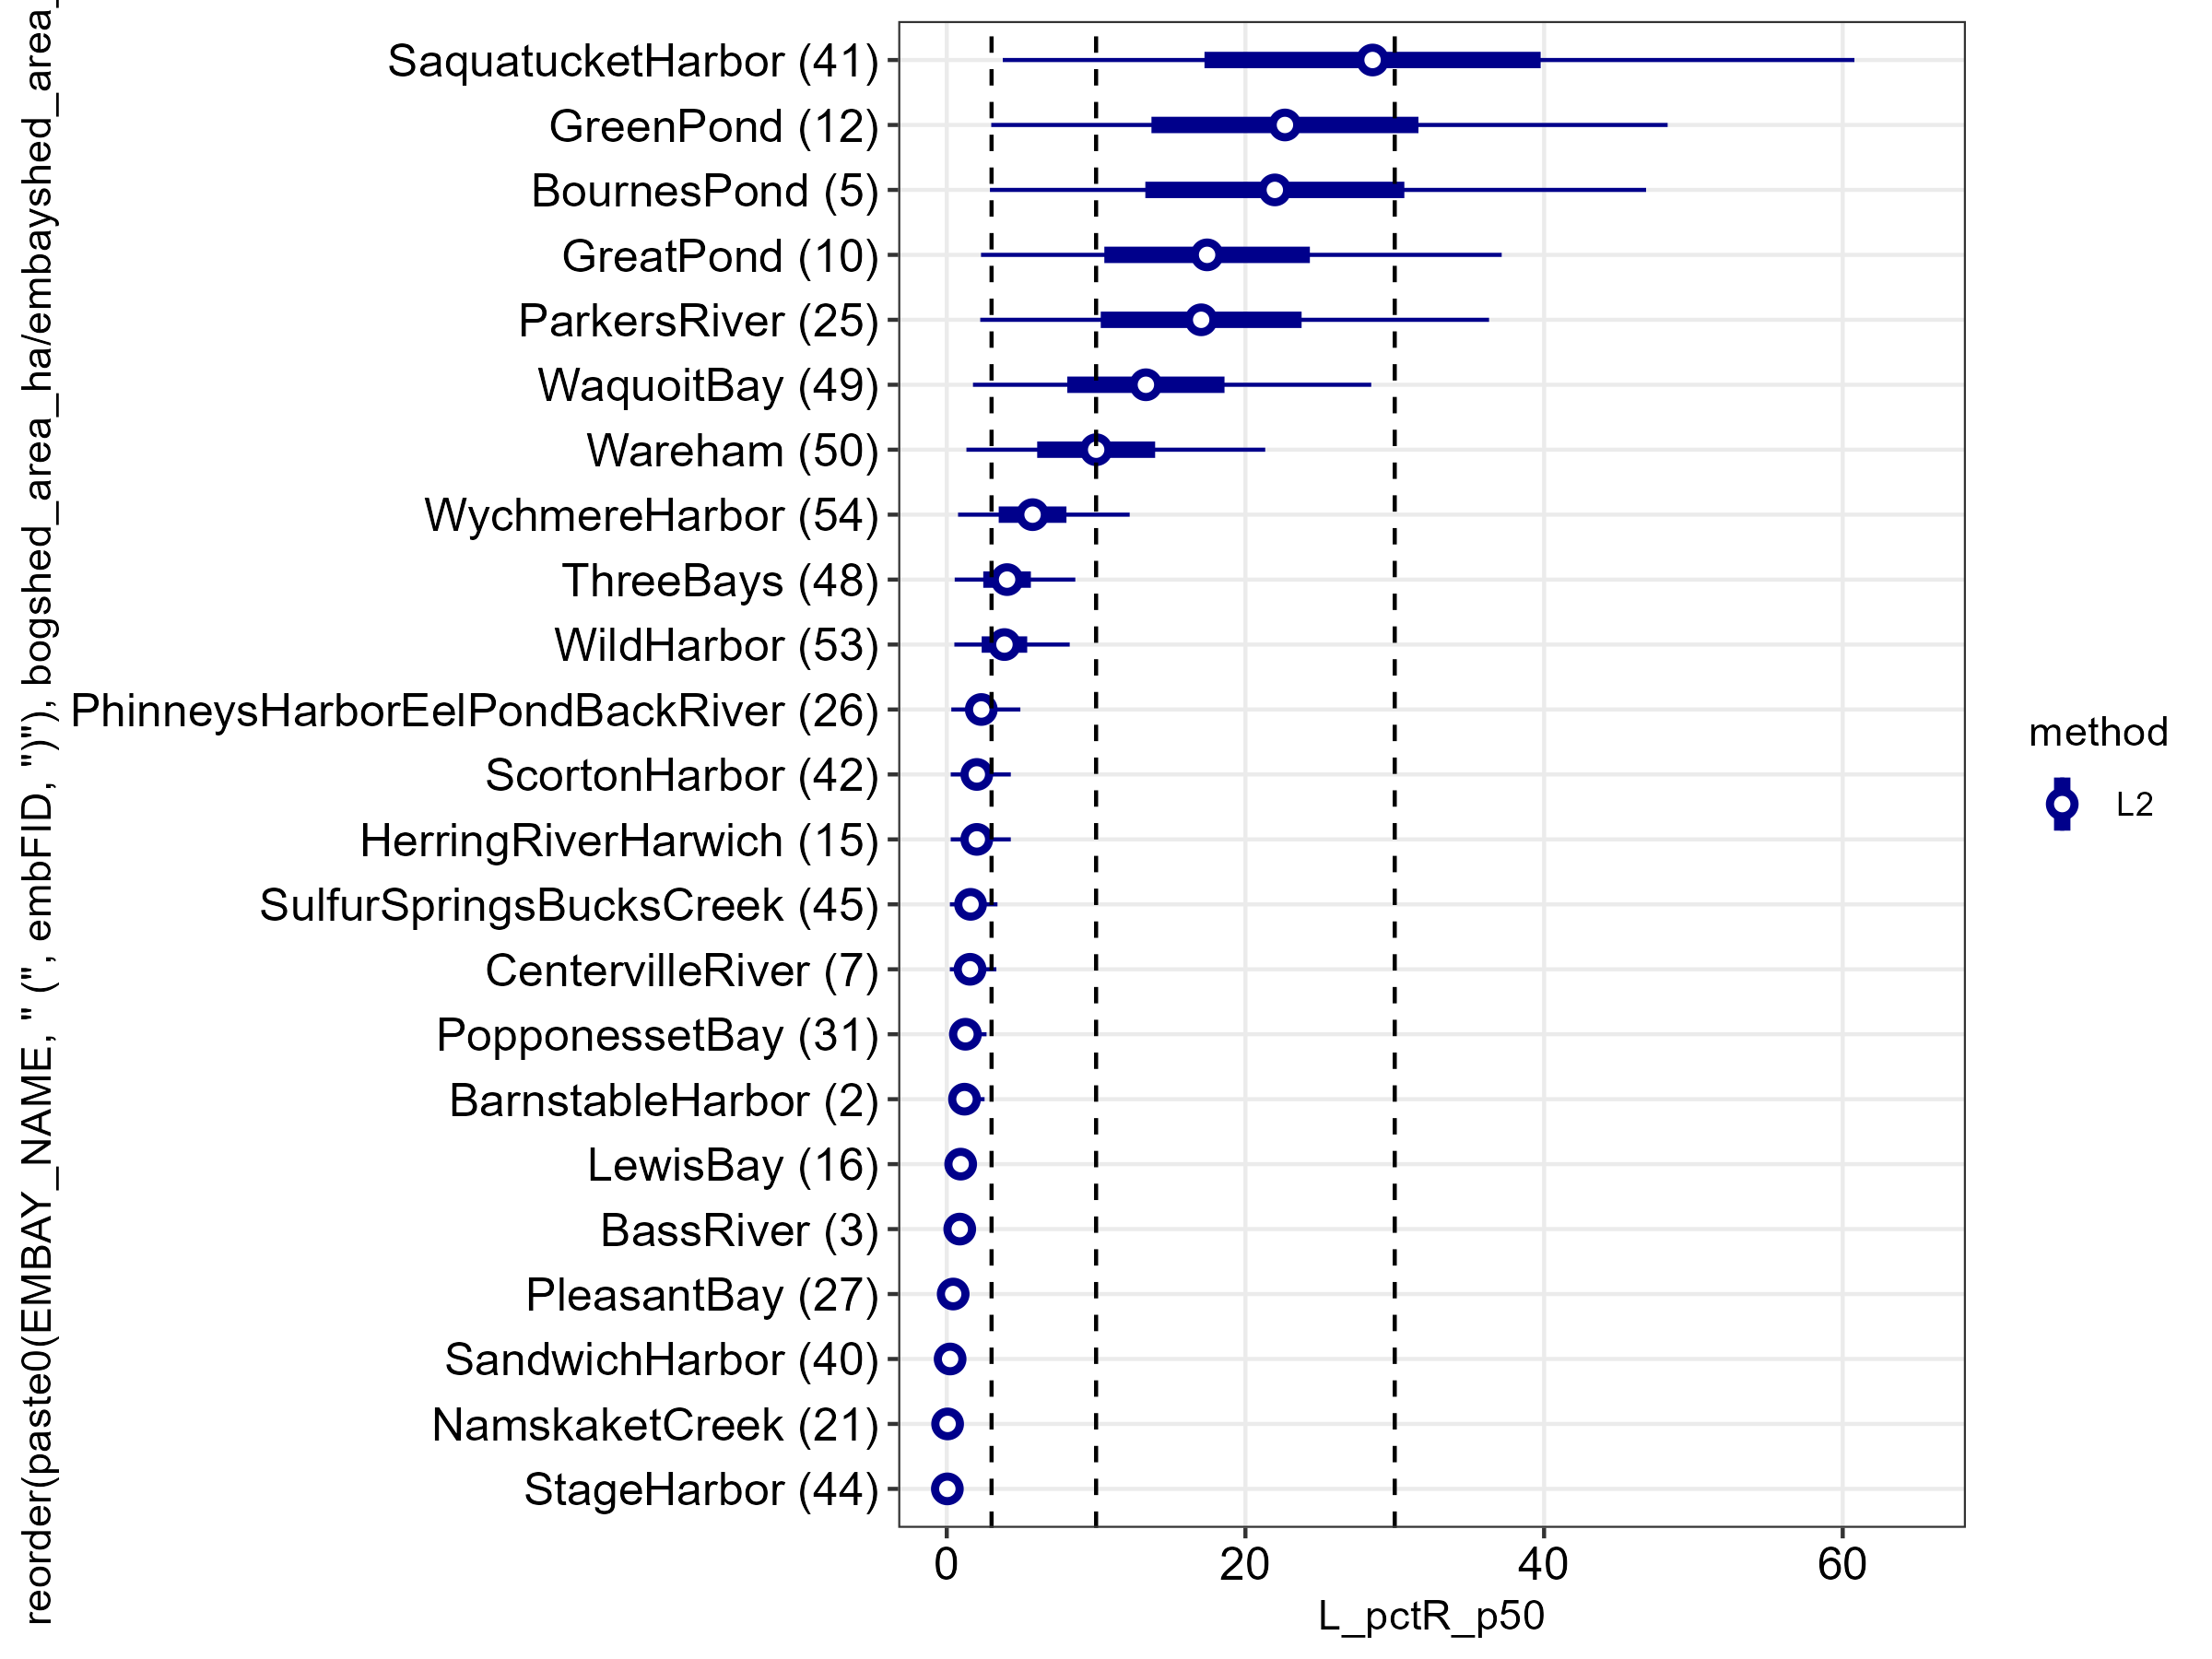 SaquatucketHarbor (41)
GreenPond (12)
BournesPond (5)
GreatPond (10)
ParkersRiver (25)
WaquoitBay (49)
Wareham (50)
WychmereHarbor (54)
ThreeBays (48)
WildHarbor (53)
PhinneysHarborEelPondBackRiver (26)
ScortonHarbor (42)
HerringRiverHarwich (15)
SulfurSpringsBucksCreek (45)
CentervilleRiver (7)
PopponessetBay (31)
BarnstableHarbor (2)
LewisBay (16)
BassRiver (3)
PleasantBay (27)
SandwichHarbor (40)
NamskaketCreek (21)
StageHarbor (44)
reorder(paste0(EMBAY_NAME, " (", embFID, ")"), bogshed_area_ha/embayshed_area_
0 20 40 60
L_pctR_p50
method
L2